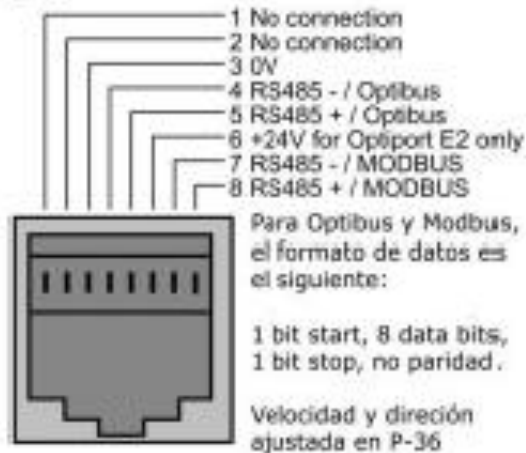 1 No connection
2 No connection
3 0V
4 RS485 - / Optibus
5 RS485 + / Optibus
6 +24V for Optiport E2 only
7 RS485 - / MODBUS
8 RS485 + / MODBUS
Para Optibus y Modbus,
el formato de datos es
el siguiente:
1 bit start, 8 data bits,
1 bit stop, no paridad.
Velocidad y direción
ajustada en P-36